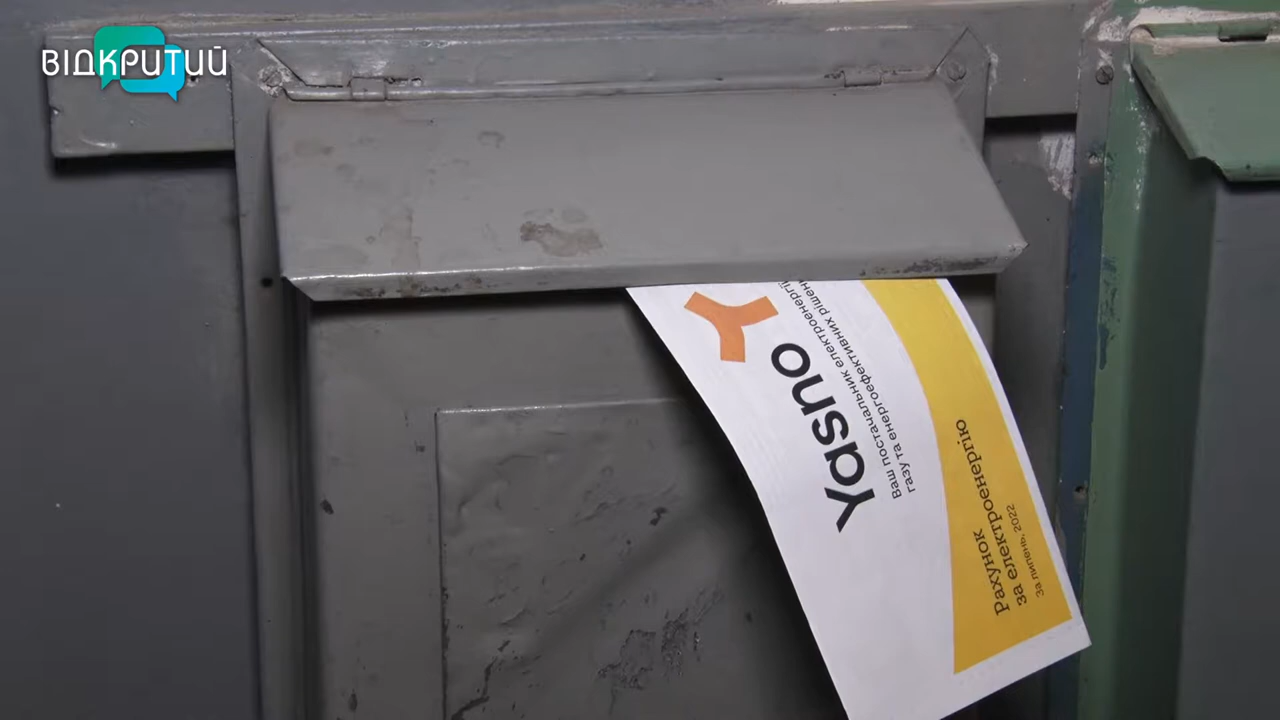 ВІДКРИТИЙ
Yasno
Ваш постачальник електроенергії
газу та енергоефективних рішень
Рахунок
за електроенергію
За липень, 2022